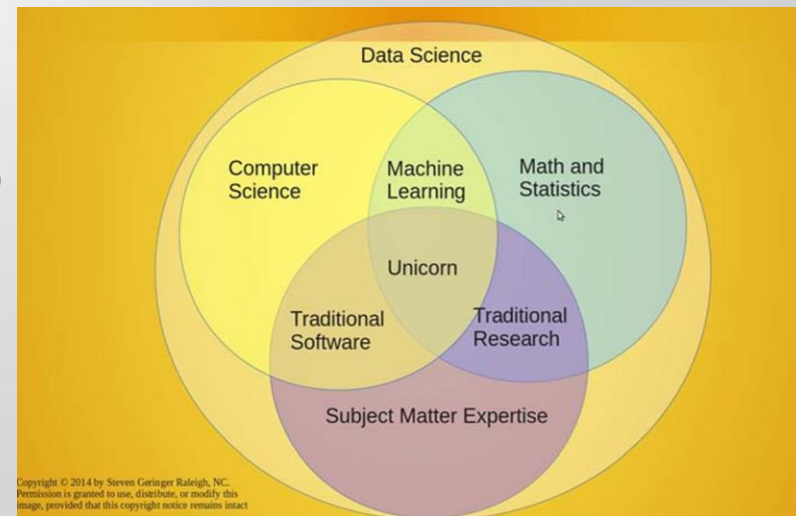 Data Science
Computer
Science
Machine
Learning
Math and
Statistics
Unicorn
Traditional
Software
Traditional
Research
Subject Matter Expertise
Copyright © 2014 by Steven Geringer Raleigh, NC.
Permission is granted to use, distribute, or modify this
image, provided that this copyright notice remains intact